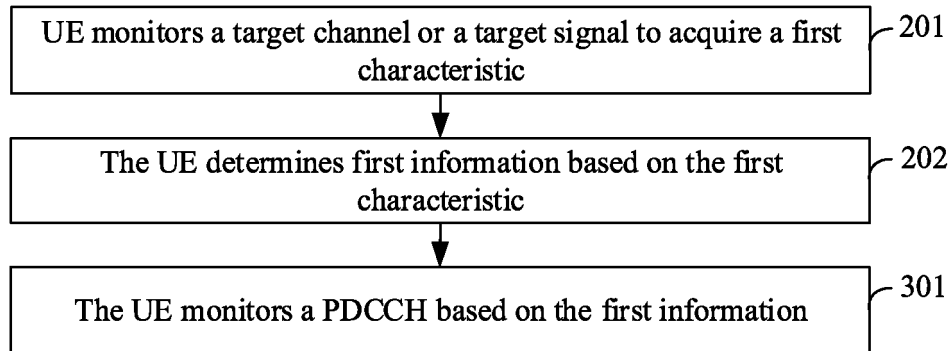 UE monitors a target channel or a target signal to acquire a first
characteristic
201
The UE determines first information based on the first
characteristic
202
The UE monitors a PDCCH based on the first information
301